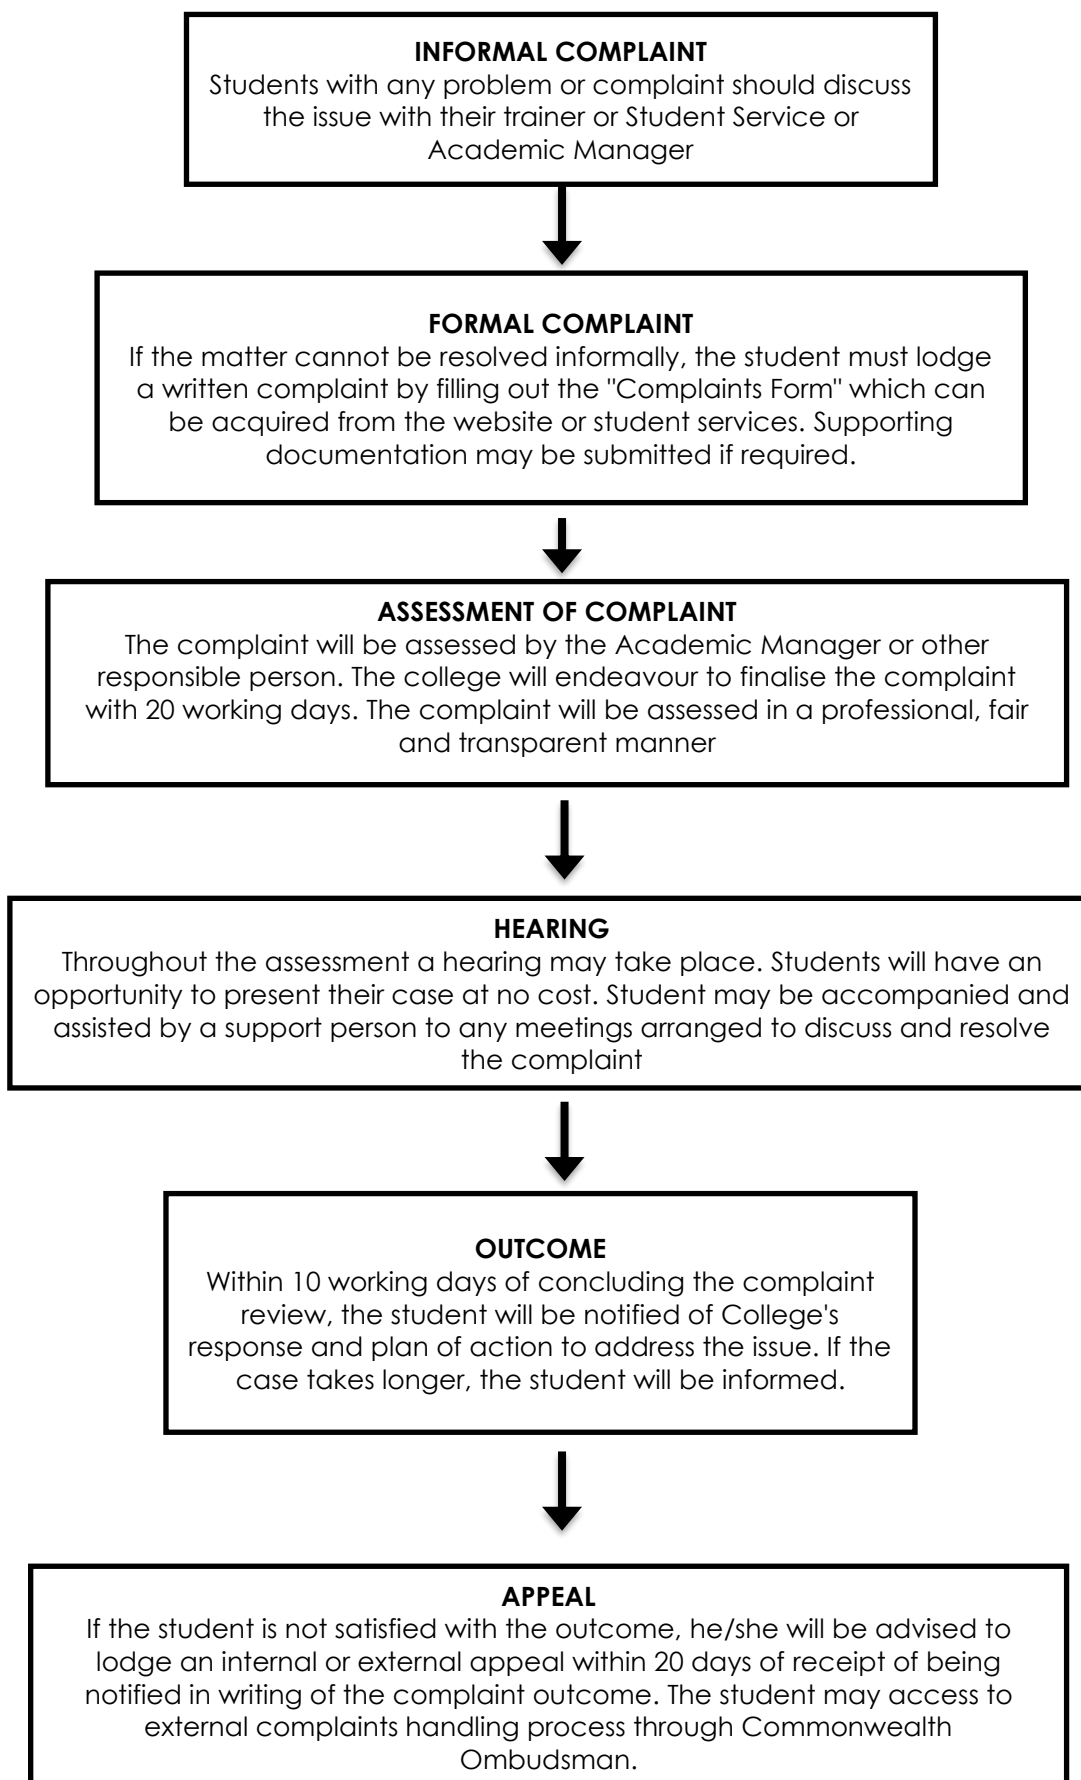 INFORMAL COMPLAINT
Students with any problem or complaint should discuss
the issue with their trainer or Student Service or
Academic Manager
FORMAL COMPLAINT
If the matter cannot be resolved informally, the student must lodge
a written complaint by filling out the "Complaints Form" which can
be acquired from the website or student services. Supporting
documentation may be submitted if required.
ASSESSMENT OF COMPLAINT
The complaint will be assessed by the Academic Manager or other
responsible person. The college will endeavour to finalise the complaint
with 20 working days. The complaint will be assessed in a professional, fair
and transparent manner
HEARING
Throughout the assessment a hearing may take place. Students will have an
opportunity to present their case at no cost. Student may be accompanied and
assisted by a support person to any meetings arranged to discuss and resolve
the complaint
OUTCOME
Within 10 working days of concluding the complaint
review, the student will be notified of College's
response and plan of action to address the issue. If the
case takes longer, the student will be informed.
APPEAL
If the student is not satisfied with the outcome, he/she will be advised to
lodge an internal or external appeal within 20 days of receipt of being
notified in writing of the complaint outcome. The student may access to
external complaints handling process through Commonwealth
Ombudsman.